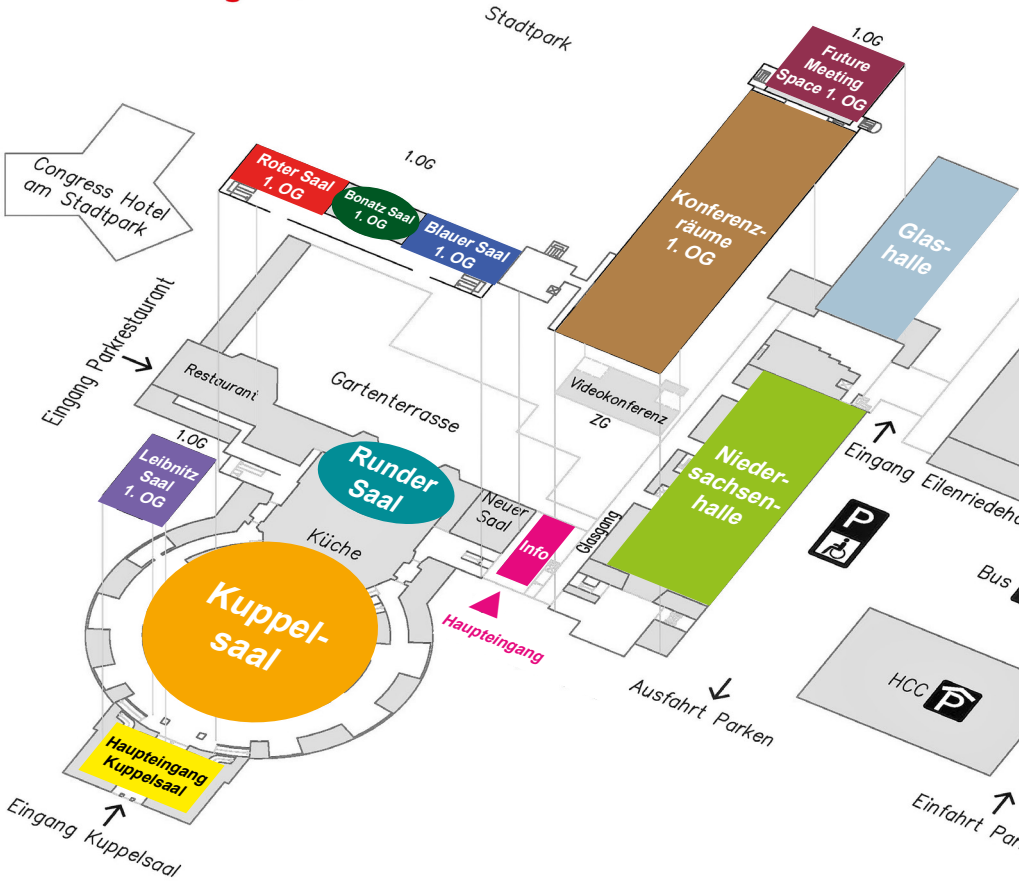 Stadtpark
1.OG
Future
Meeting
Space 1. OG
Congress Hotel
am Stadtpark
1.OG
Roter Saal
1. OG
Bonatz Saal
1. OG
Blauer Saal
1. OG
Konferenz-
räume
1. OG
Glas-
halle
Eingang Parkrestaurant
Restaurant
Gartenterrasse
Videokonferenz
ZG
1.OG
Leibnitz
Saal
1. OG
Runder
Saal
Neuer
Saal
Küche
Info
Glasgang
Nieder-
sachsen-
halle
Eingang Eilenriedeha
P
Bus
Kuppel-
saal
Haupteingang
HCC
P
Ausfahrt Parken
Haupteingang
Kuppelsaal
Eingang Kuppelsaal
Einfahrt Park